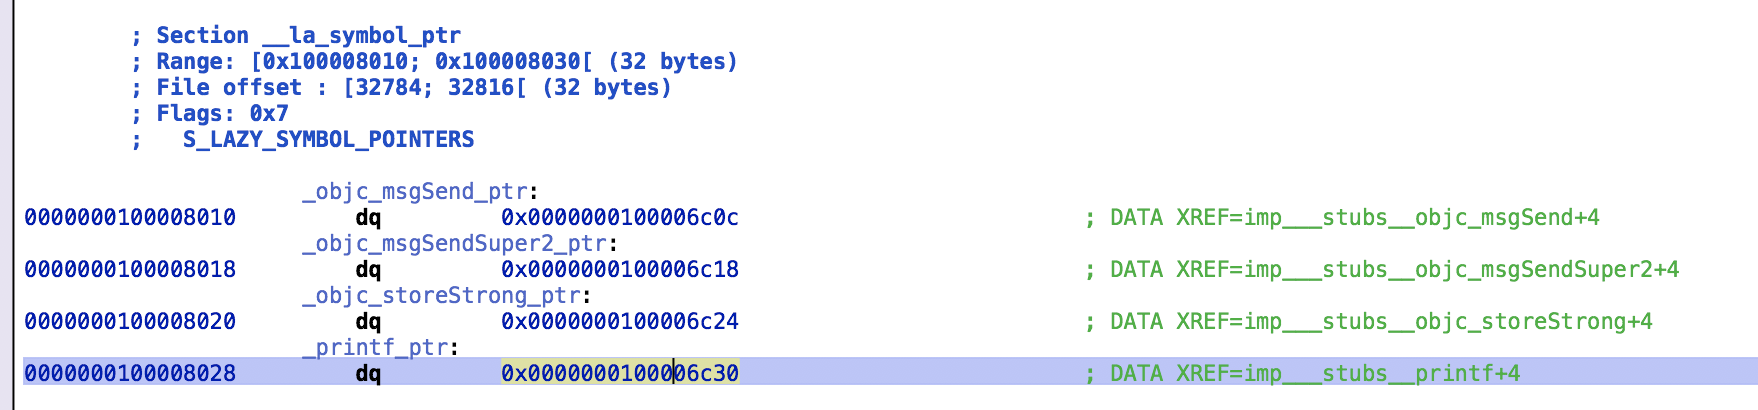 ; Section __la_symbol_ptr
; Range: [0x100008010; 0x100008030[ (32 bytes)
; File offset : [32784; 32816[ (32 bytes)
; Flags: 0x7
;   S_LAZY_SYMBOL_POINTERS
_objc_msgSend_ptr:
0000000100008010 dq 0x0000000100006c0c ; DATA XREF=imp___stubs__objc_msgSend+4
_objc_msgSendSuper2_ptr:
0000000100008018 dq 0x0000000100006c18 ; DATA XREF=imp___stubs__objc_msgSendSuper2+4
_objc_storeStrong_ptr:
0000000100008020 dq 0x0000000100006c24 ; DATA XREF=imp___stubs__objc_storeStrong+4
_printf_ptr:
0000000100008028 dq 0x0000000100006c30 ; DATA XREF=imp___stubs__printf+4